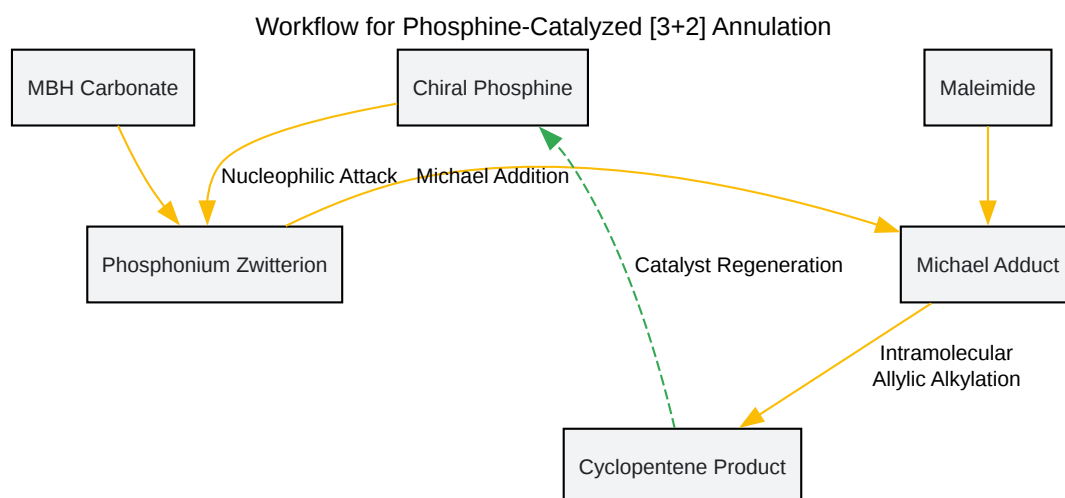 Workflow for Phosphine-Catalyzed [3+2] Annulation
MBH Carbonate
Chiral Phosphine
Maleimide
Nucleophilic Attack
Michael Addition
Phosphonium Zwitterion
Catalyst Regeneration
Michael Adduct
Intramolecular
Allylic Alkylation
Cyclopentene Product